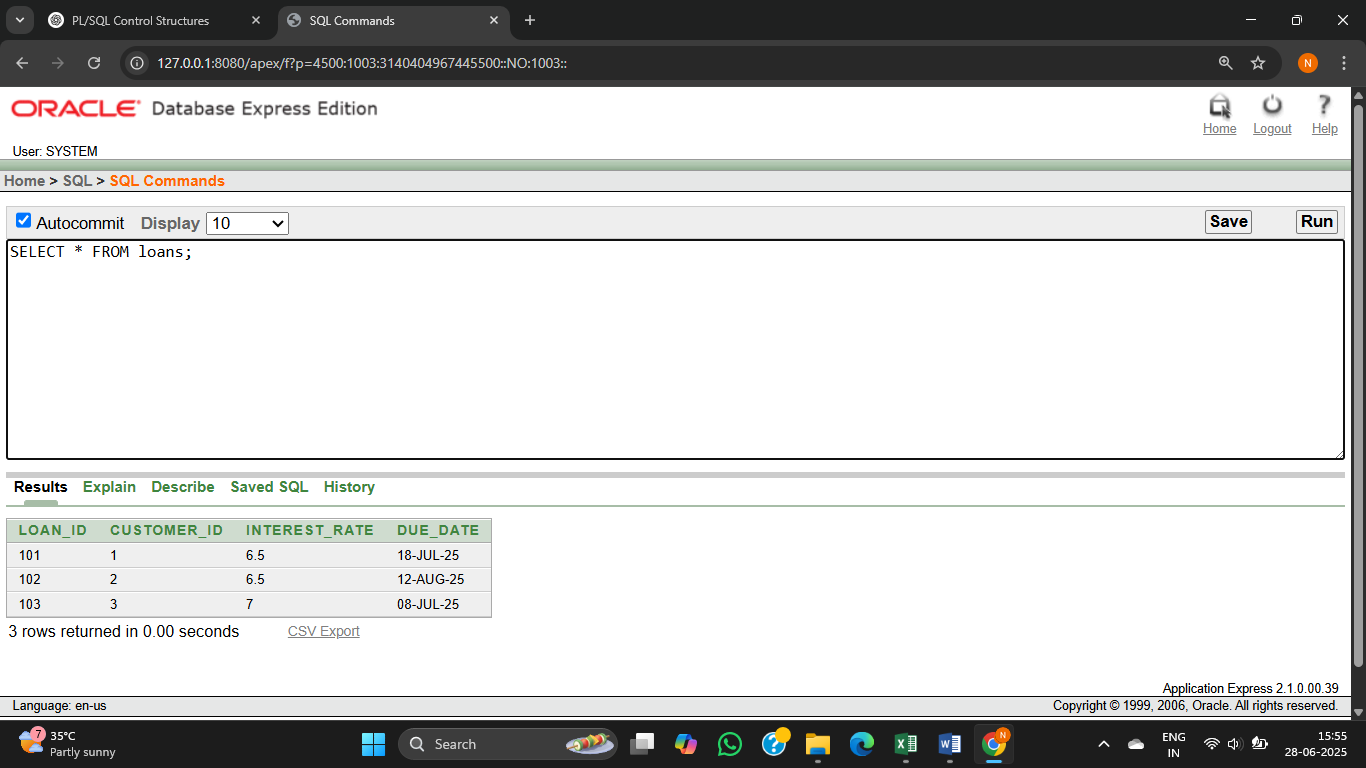 PL/SQL Control Structures
SQL Commands
127.0.0.1:8080/apex/f?p=4500:1003:3140404967445500::NO:1003::
N
ORACLE Database Express Edition
Home Logout Help
User: SYSTEM
Home > SQL > SQL Commands
Autocommit Display 10 Save Run
SELECT * FROM loans;
Results Explain Describe Saved SQL History
LOAN_ID CUSTOMER_ID INTEREST_RATE DUE_DATE
101 1 6.5 18-JUL-25
102 2 6.5 12-AUG-25
103 3 7 08-JUL-25
3 rows returned in 0.00 seconds CSV Export
Application Express 2.1.0.00.39
Language: en-us Copyright © 1999, 2006, Oracle. All rights reserved.
7 35°C
Partly sunny
Search
N
ENG
IN
15:55
28-06-2025